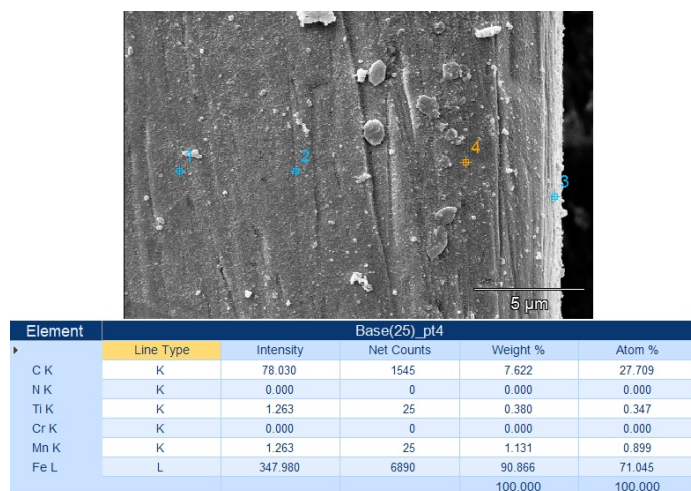 1
2
4
3
5 µm
Element Base(25)_pt4
Line Type Intensity Net Counts Weight % Atom %
C K K 78.030 1545 7.622 27.709
N K K 0.000 0 0.000 0.000
Ti K K 1.263 25 0.380 0.347
Cr K K 0.000 0 0.000 0.000
Mn K K 1.263 25 1.131 0.899
Fe L L 347.980 6890 90.866 71.045
100.000 100.000